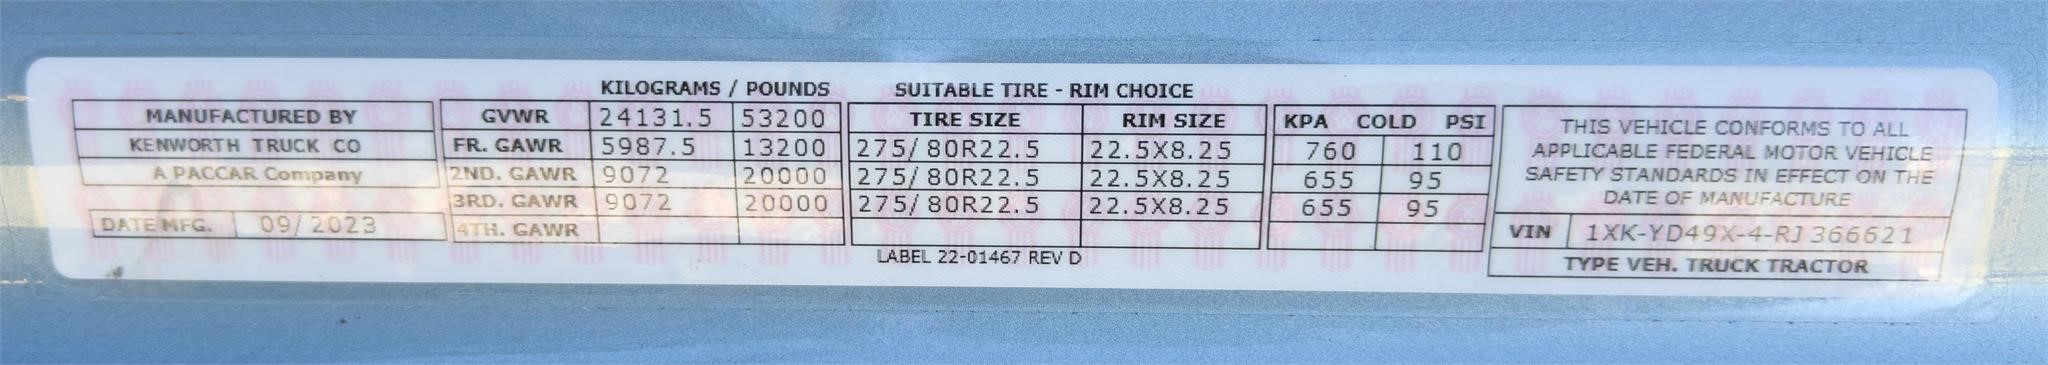 KILOGRAMS / POUNDS SUITABLE TIRE - RIM CHOICE
MANUFACTURED BY
KENWORTH TRUCK CO
A PACCAR Company
DATE MFG. 09/ 2023
GVWR 24131.5 53200
FR. GAWR 5987.5 13200
2ND. GAWR 9072 20000
3RD. GAWR 9072 20000
4TH. GAWR
TIRE SIZE RIM SIZE
275/ 80R22.5 22.5X8.25
275/ 80R22.5 22.5X8.25
275/ 80R22.5 22.5X8.25
KPA COLD PSI
760 110
655 95
655 95
LABEL 22-01467 REV D
THIS VEHICLE CONFORMS TO ALL
APPLICABLE FEDERAL MOTOR VEHICLE
SAFETY STANDARDS IN EFFECT ON THE
DATE OF MANUFACTURE
VIN 1XK-YD49X-4-RJ 366621
TYPE VEH. TRUCK TRACTOR